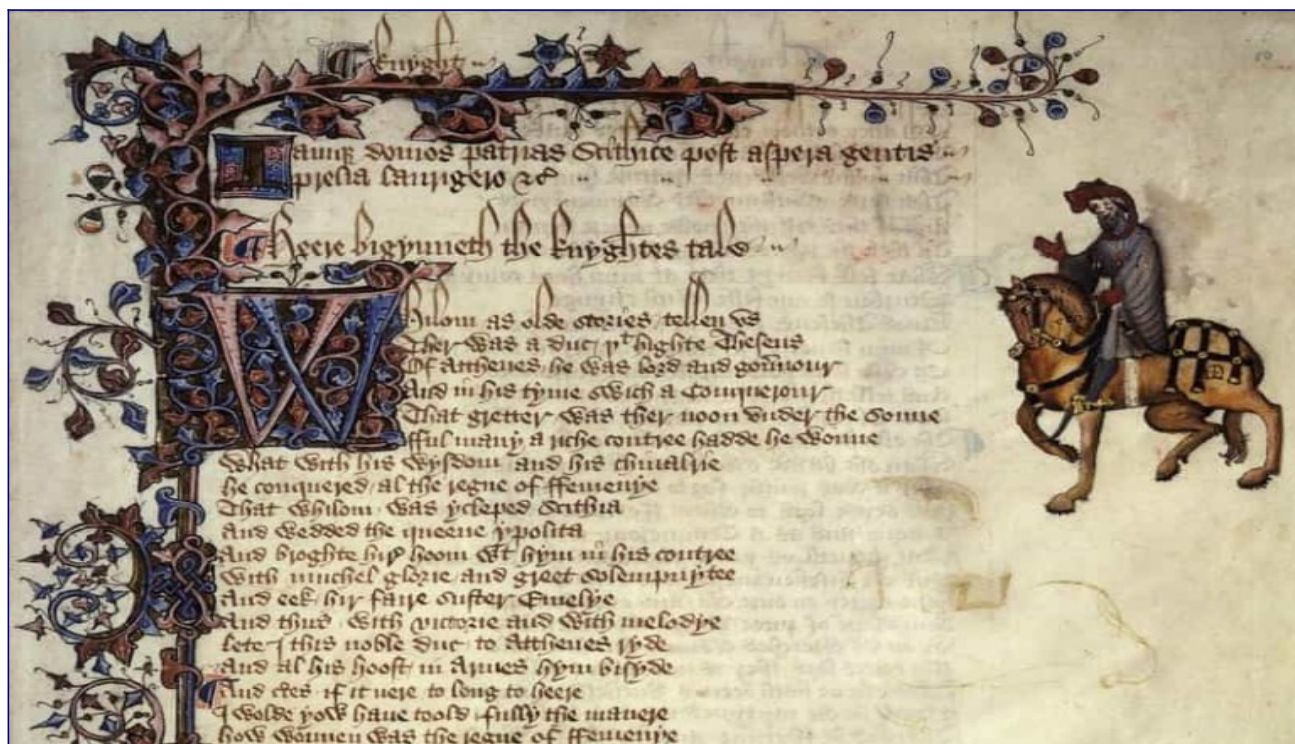 Knyght
Iamque domos patrias Scithice post aspera gentis
prelia laurigero &c
Heere bigynneth the knyghtes tale
Whilom as olde stories tellen vs
Ther was a duc þt highte Theseus
Of Atthenes he was lord and gouernour
And in his tyme swich a Conquerour
That gretter was ther noon vnder the sonne
fful many a riche contree hadde he wonne
What with his wysdom and his chiualrie
he conquered al the regne of ffemenye
That whilom was ycleped Scithia
And wedded the queene ypolita
And broghte hir hoom wt hym in his contree
With muchel glorie and greet solempnytee
And eek hir faire suster Emelye
And thus with victorie and with melodye
lete I this noble duc to Atthenes ryde
And al his hoost in Armes hym bisyde
And certes if it nere to long to heere
I wolde yow haue toold fully the manere
how wonnen was the regne of ffemenye